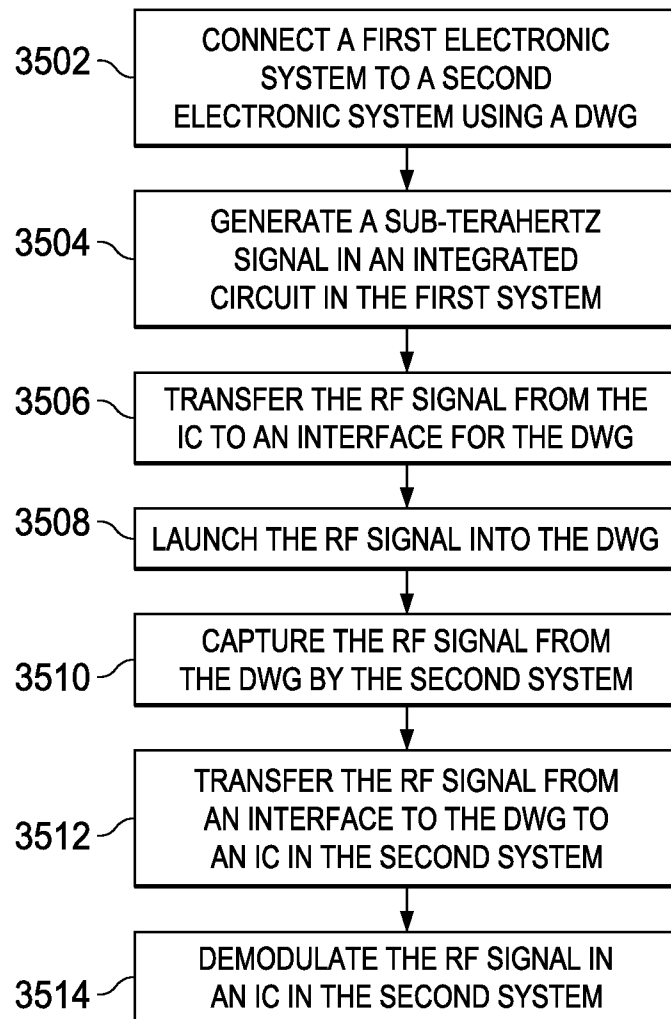 3502
CONNECT A FIRST ELECTRONIC
SYSTEM TO A SECOND
ELECTRONIC SYSTEM USING A DWG
3504
GENERATE A SUB-TERAHERTZ
SIGNAL IN AN INTEGRATED
CIRCUIT IN THE FIRST SYSTEM
3506
TRANSFER THE RF SIGNAL FROM THE
IC TO AN INTERFACE FOR THE DWG
3508
LAUNCH THE RF SIGNAL INTO THE DWG
3510
CAPTURE THE RF SIGNAL FROM
THE DWG BY THE SECOND SYSTEM
3512
TRANSFER THE RF SIGNAL FROM
AN INTERFACE TO THE DWG TO
AN IC IN THE SECOND SYSTEM
3514
DEMODULATE THE RF SIGNAL IN
AN IC IN THE SECOND SYSTEM